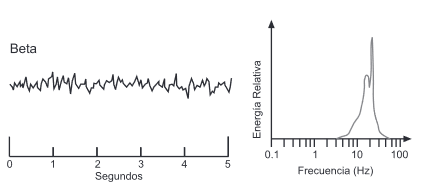 Beta
0 1 2 3 4 5
Segundos
Energía Relativa
0.1 1 10 100
Frecuencia (Hz)